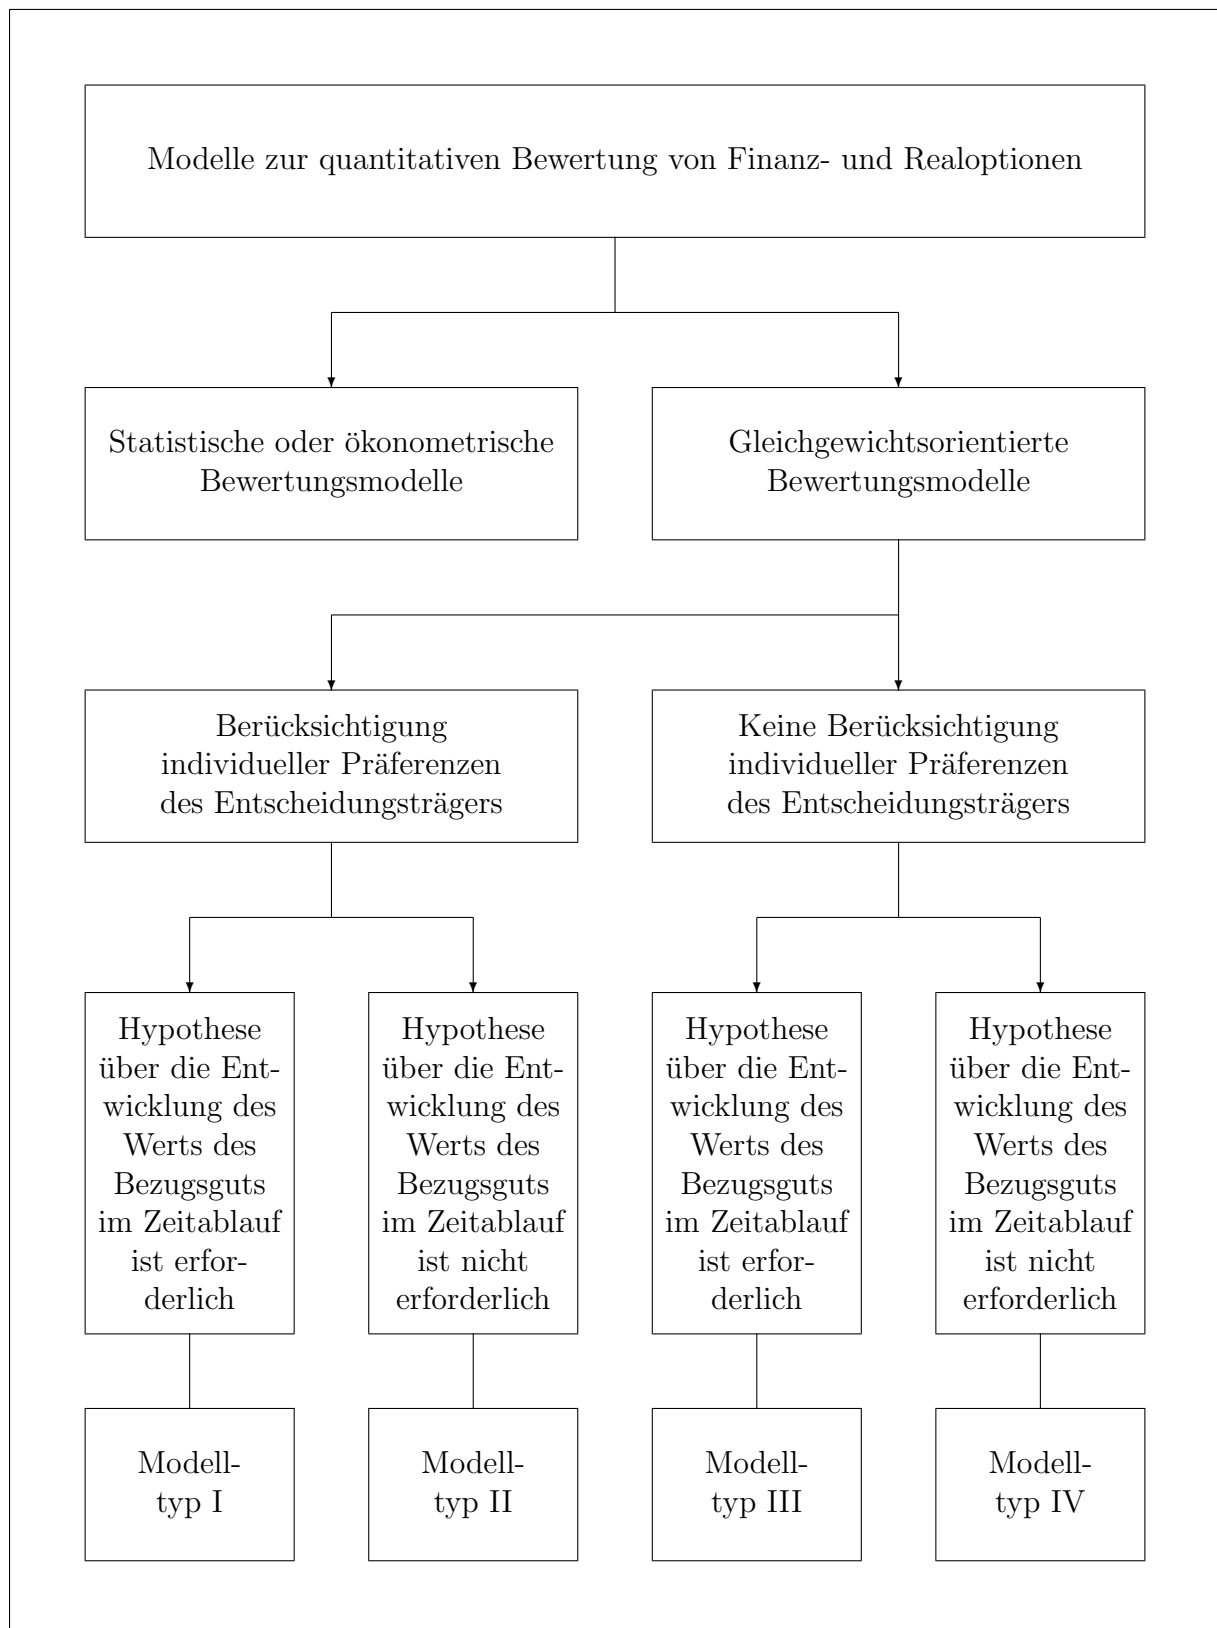 Modelle zur quantitativen Bewertung von Finanz- und Realoptionen
Statistische oder ökonometrische
Bewertungsmodelle
Gleichgewichtsorientierte
Bewertungsmodelle
Berücksichtigung
individueller Präferenzen
des Entscheidungsträgers
Keine Berücksichtigung
individueller Präferenzen
des Entscheidungsträgers
Hypothese
über die Ent-
wicklung des
Werts des
Bezugsguts
im Zeitablauf
ist erfor-
derlich
Hypothese
über die Ent-
wicklung des
Werts des
Bezugsguts
im Zeitablauf
ist nicht
erforderlich
Hypothese
über die Ent-
wicklung des
Werts des
Bezugsguts
im Zeitablauf
ist erfor-
derlich
Hypothese
über die Ent-
wicklung des
Werts des
Bezugsguts
im Zeitablauf
ist nicht
erforderlich
Modell-
typ I
Modell-
typ II
Modell-
typ III
Modell-
typ IV